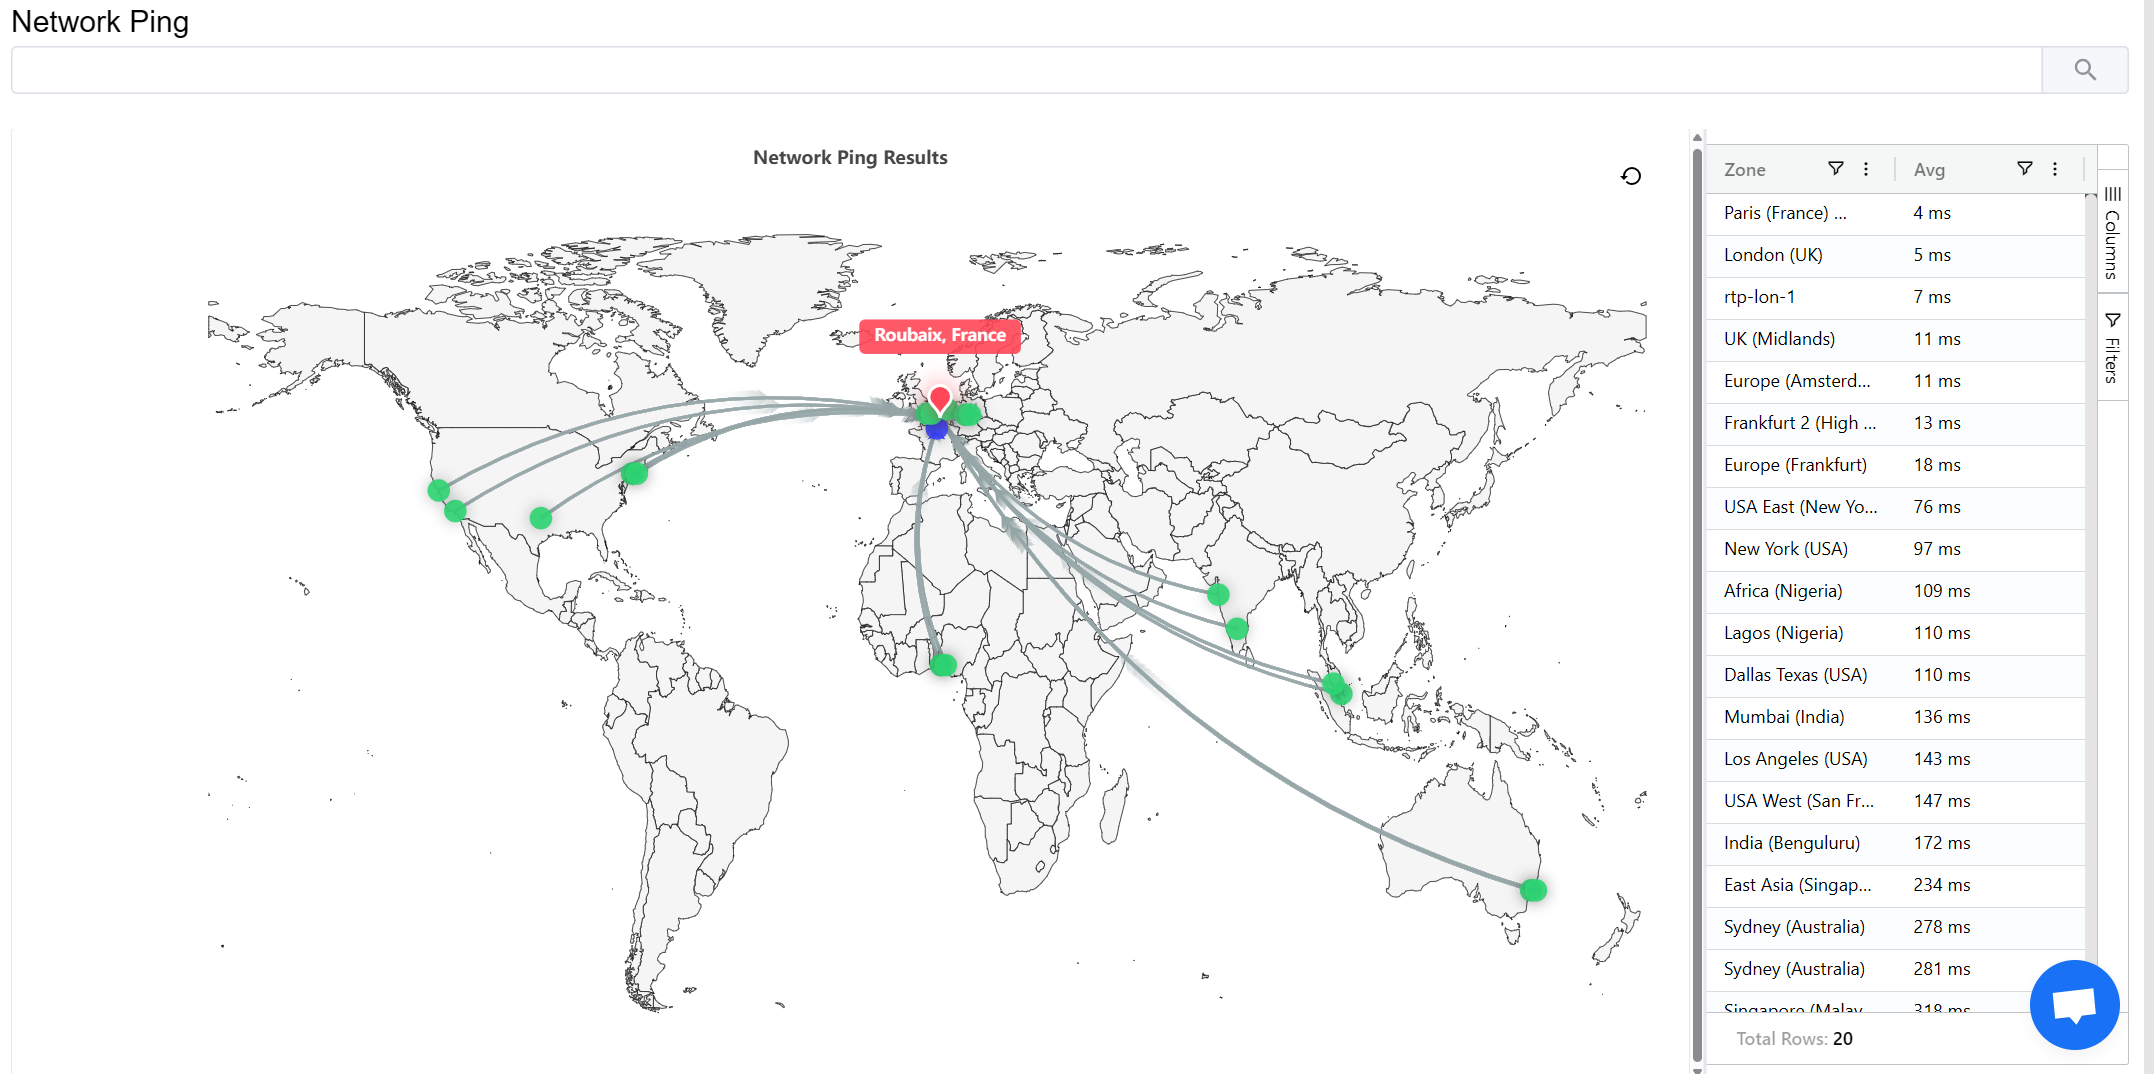 Network Ping
Network Ping Results
Roubaix, France
Zone Avg
Paris (France) ... 4 ms
London (UK) 5 ms
rtp-lon-1 7 ms
UK (Midlands) 11 ms
Europe (Amsterd... 11 ms
Frankfurt 2 (High ... 13 ms
Europe (Frankfurt) 18 ms
USA East (New Yo... 76 ms
New York (USA) 97 ms
Africa (Nigeria) 109 ms
Lagos (Nigeria) 110 ms
Dallas Texas (USA) 110 ms
Mumbai (India) 136 ms
Los Angeles (USA) 143 ms
USA West (San Fr... 147 ms
India (Benguluru) 172 ms
East Asia (Singap... 234 ms
Sydney (Australia) 278 ms
Sydney (Australia) 281 ms
Singapore (Malay... 318 ms
Total Rows: 20
Columns
Filters